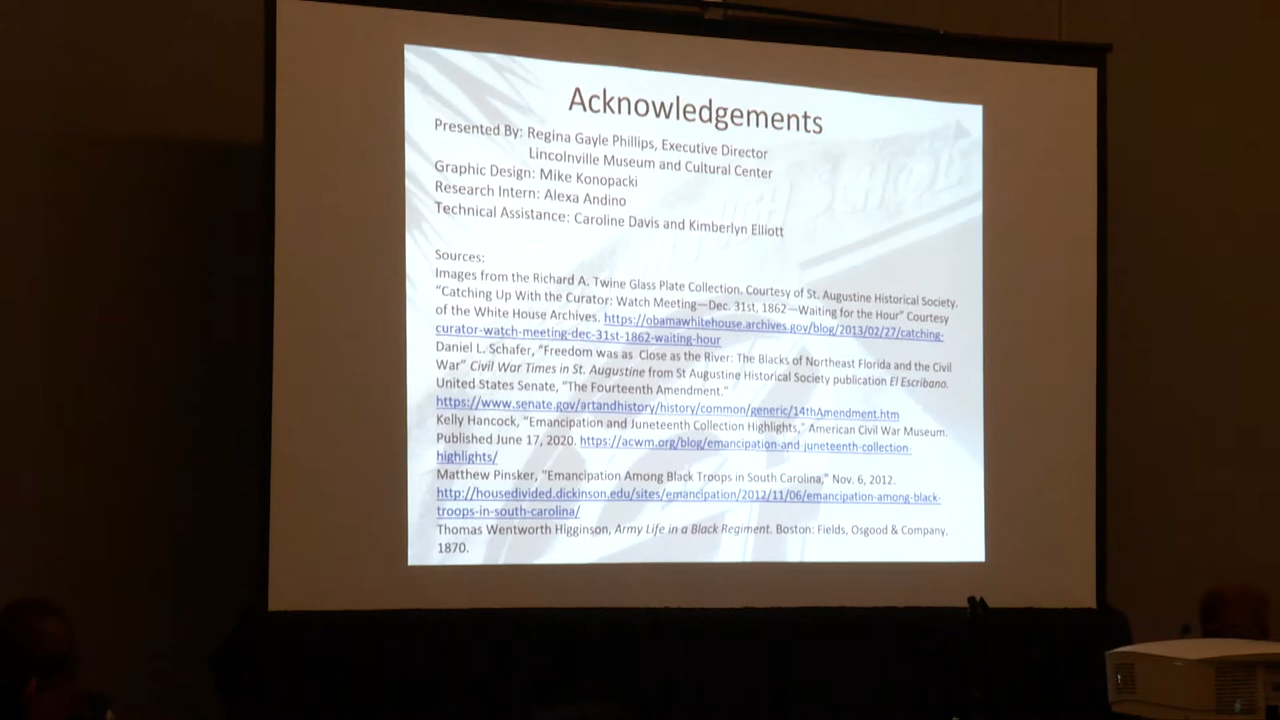 Acknowledgements
Presented By: Regina Gayle Phillips, Executive Director
Lincolnville Museum and Cultural Center
Graphic Design: Mike Konopacki
Research Intern: Alexa Andino
Technical Assistance: Caroline Davis and Kimberlyn Elliott
Sources:
Images from the Richard A. Twine Glass Plate Collection. Courtesy of St. Augustine Historical Society.
“Catching Up With the Curator: Watch Meeting—Dec. 31st, 1862—Waiting for the Hour” Courtesy
of the White House Archives. https://obamawhitehouse.archives.gov/blog/2013/02/27/catching-
curator-watch-meeting-dec-31st-1862-waiting-hour
Daniel L. Schafer, “Freedom was as Close as the River: The Blacks of Northeast Florida and the Civil
War” Civil War Times in St. Augustine from St Augustine Historical Society publication El Escribano.
United States Senate, “The Fourteenth Amendment.”
https://www.senate.gov/artandhistory/history/common/generic/14thAmendment.htm
Kelly Hancock, “Emancipation and Juneteenth Collection Highlights,” American Civil War Museum.
Published June 17, 2020. https://acwm.org/blog/emancipation-and-juneteenth-collection-
highlights/
Matthew Pinsker, “Emancipation Among Black Troops in South Carolina,” Nov. 6, 2012.
http://housedivided.dickinson.edu/sites/emancipation/2012/11/06/emancipation-among-black-
troops-in-south-carolina/
Thomas Wentworth Higginson, Army Life in a Black Regiment. Boston: Fields, Osgood & Company,
1870.